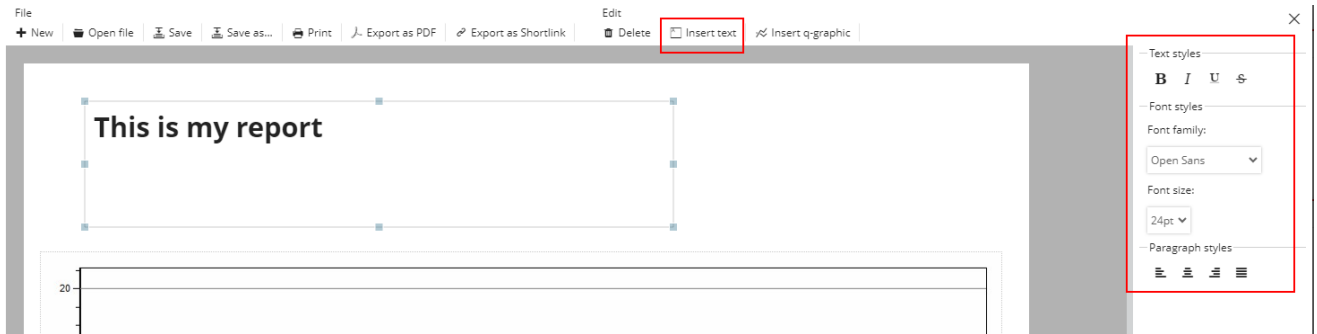 File
Edit
New Open file Save Save as... Print Export as PDF Export as Shortlink Delete Insert text Insert q-graphic
Text styles
B I U S
Font styles
Font family:
Open Sans
Font size:
24pt
Paragraph styles
This is my report
20